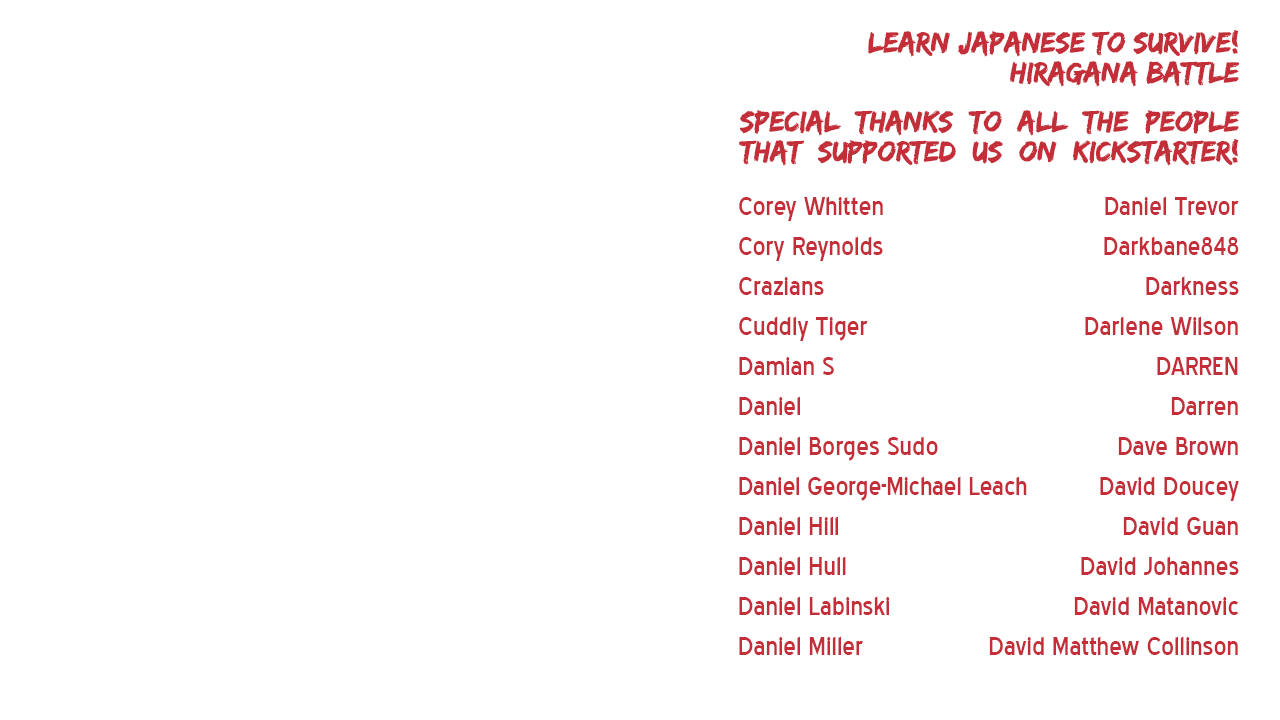 LEARN JAPANESE TO SURVIVE!
HIRAGANA BATTLE
SPECIAL THANKS TO ALL THE PEOPLE
THAT SUPPORTED US ON KICKSTARTER!
Corey Whitten Daniel Trevor
Cory Reynolds Darkbane848
Crazians Darkness
Cuddly Tiger Darlene Wilson
Damian S DARREN
Daniel Darren
Daniel Borges Sudo Dave Brown
Daniel George-Michael Leach David Doucey
Daniel Hill David Guan
Daniel Hull David Johannes
Daniel Labinski David Matanovic
Daniel Miller David Matthew Collinson